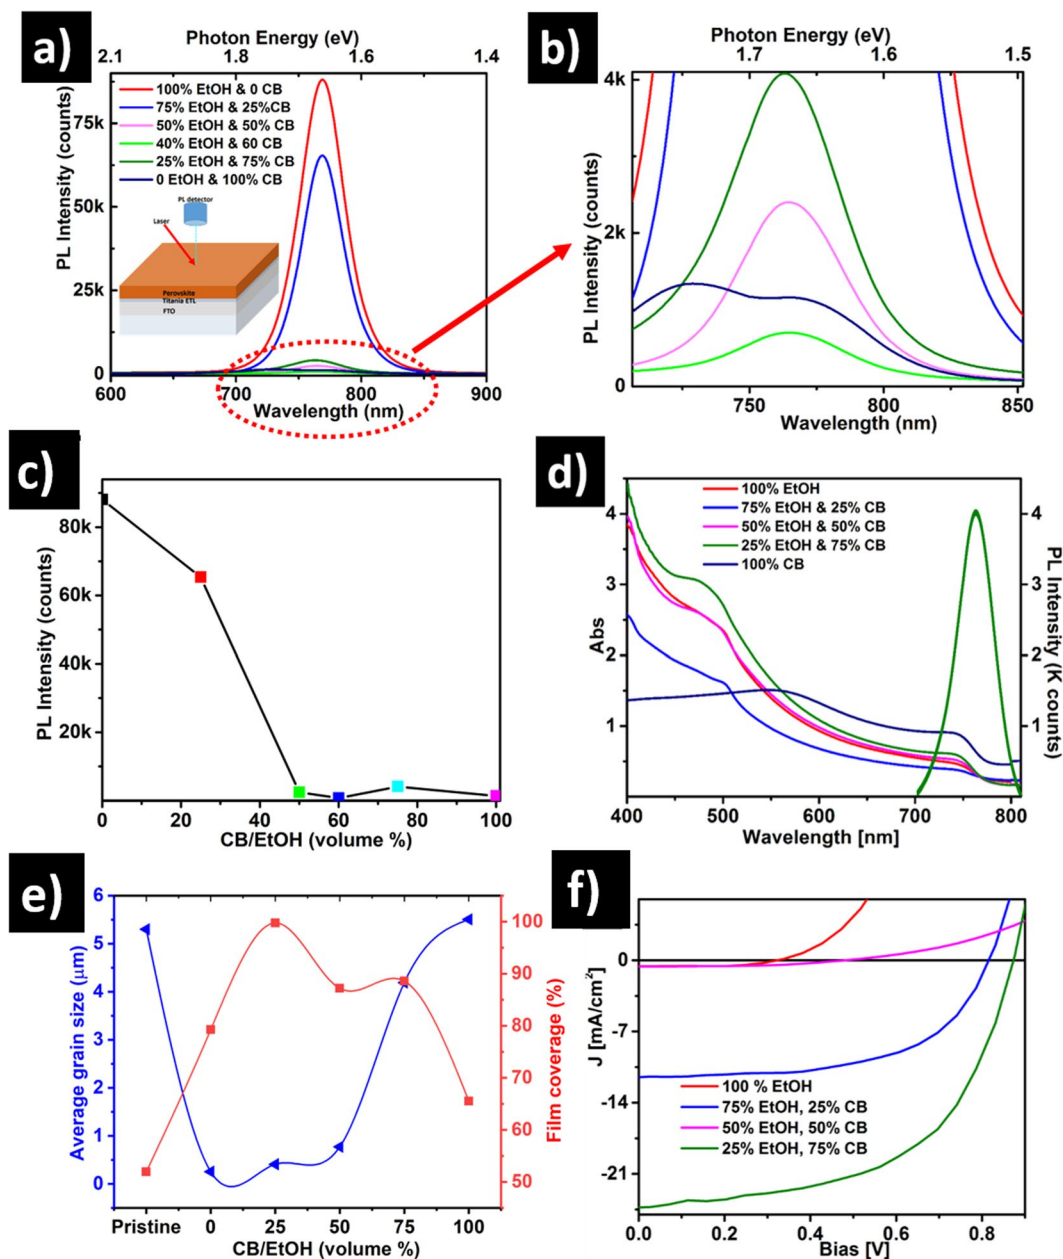 a)
Photon Energy (eV)
2.1 1.8 1.6 1.4
100% EtOH & 0 CB
75% EtOH & 25%CB
50% EtOH & 50% CB
40% EtOH & 60 CB
25% EtOH & 75% CB
0 EtOH & 100% CB
PL detector
Laser
Perovskite
Titania ETL
FTO
PL Intensity (counts)
75k
50k
25k
0
600 700 800 900
Wavelength (nm)
b)
Photon Energy (eV)
1.7 1.6 1.5
PL Intensity (counts)
4k
2k
0
750 800 850
Wavelength (nm)
c)
PL Intensity (counts)
80k
60k
40k
20k
0 20 40 60 80 100
CB/EtOH (volume %)
d)
100% EtOH
75% EtOH & 25% CB
50% EtOH & 50% CB
25% EtOH & 75% CB
100% CB
Abs
4
3
2
1
PL Intensity (K counts)
4
3
2
1
400 500 600 700 800
Wavelength [nm]
e)
Average grain size (μm)
6
5
4
3
2
1
0
Film coverage (%)
100
90
80
70
60
50
Pristine 0 25 50 75 100
CB/EtOH (volume %)
f)
J [mA/cm²]
0
-7
-14
-21
100 % EtOH
75% EtOH, 25% CB
50% EtOH, 50% CB
25% EtOH, 75% CB
0.0 0.2 0.4 0.6 0.8
Bias [V]